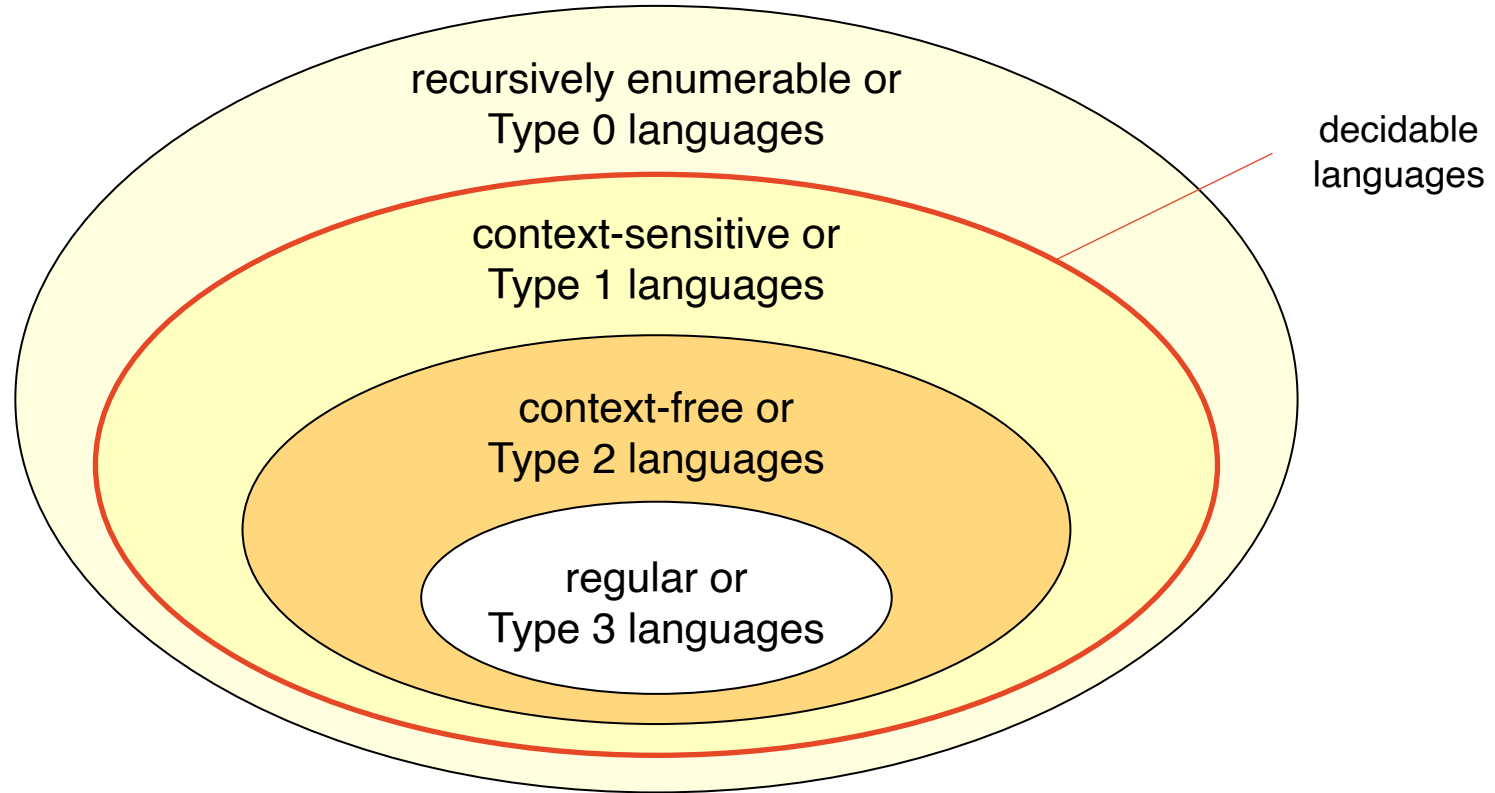 recursively enumerable or
Type 0 languages
decidable
languages
context-sensitive or
Type 1 languages
context-free or
Type 2 languages
regular or
Type 3 languages